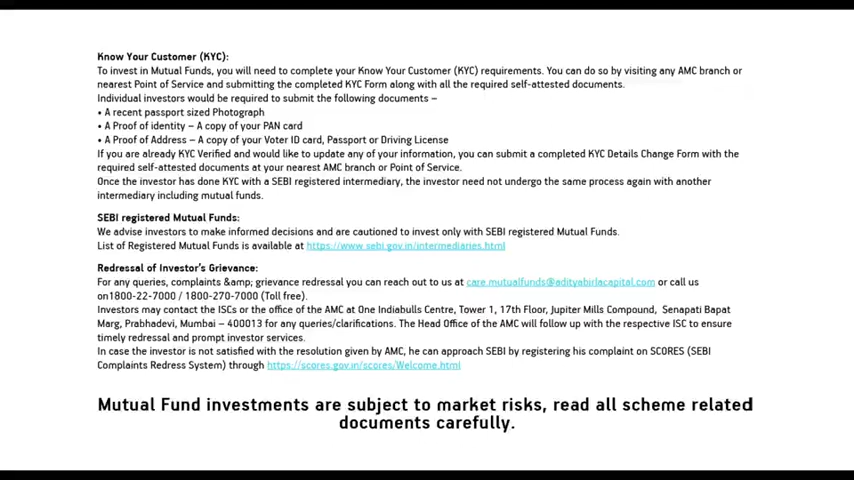 Know Your Customer (KYC):
To invest in Mutual Funds, you will need to complete your Know Your Customer (KYC) requirements. You can do so by visiting any AMC branch or
nearest Point of Service and submitting the completed KYC Form along with all the required self-attested documents.
Individual investors would be required to submit the following documents –
• A recent passport sized Photograph
• A Proof of identity – A copy of your PAN card
• A Proof of Address – A copy of your Voter ID card, Passport or Driving License
If you are already KYC Verified and would like to update any of your information, you can submit a completed KYC Details Change Form with the
required self-attested documents at your nearest AMC branch or Point of Service.
Once the investor has done KYC with a SEBI registered intermediary, the investor need not undergo the same process again with another
intermediary including mutual funds.
SEBI registered Mutual Funds:
We advise investors to make informed decisions and are cautioned to invest only with SEBI registered Mutual Funds.
List of Registered Mutual Funds is available at https://www.sebi.gov.in/intermediaries.html
Redressal of Investor's Grievance:
For any queries, complaints &amp; grievance redressal you can reach out to us at care.mutualfunds@adityabirlacapital.com or call us
on1800-22-7000 / 1800-270-7000 (Toll free).
Investors may contact the ISCs or the office of the AMC at One Indiabulls Centre, Tower 1, 17th Floor, Jupiter Mills Compound, Senapati Bapat
Marg, Prabhadevi, Mumbai – 400013 for any queries/clarifications. The Head Office of the AMC will follow up with the respective ISC to ensure
timely redressal and prompt investor services.
In case the investor is not satisfied with the resolution given by AMC, he can approach SEBI by registering his complaint on SCORES (SEBI
Complaints Redress System) through https://scores.gov.in/scores/Welcome.html
Mutual Fund investments are subject to market risks, read all scheme related
documents carefully.